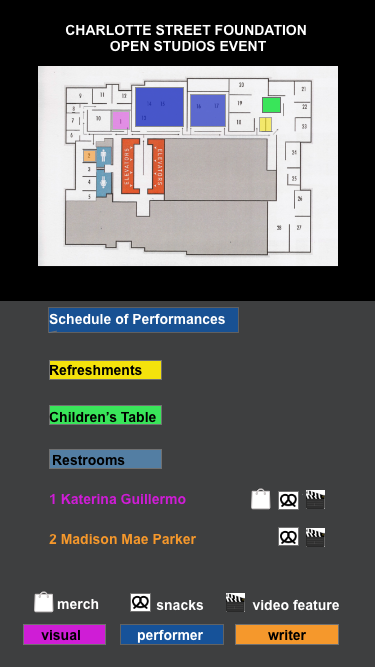 CHARLOTTE STREET FOUNDATION
OPEN STUDIOS EVENT
9
11
12
8
7
6
10
1
14
15
13
16
17
20
19
18
21
22
23
3
4
5
ELEVATORS
ELEVATORS
24
25
26
28
27
Schedule of Performances
Refreshments
Children's Table
Restrooms
1 Katerina Guillermo
2 Madison Mae Parker
merch
snacks
video feature
visual
performer
writer